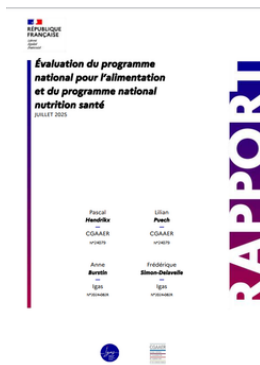 RÉPUBLIQUE
FRANÇAISE
Évaluation du programme
national pour l'alimentation
et du programme national
nutrition santé
JUILLET 2025
RAPPORT
Pascal
Hendrikx
CGAAER
Lilian
Puech
CGAAER
Anne
Burstin
Igas
Frédérique
Simon-Delavelle
Igas